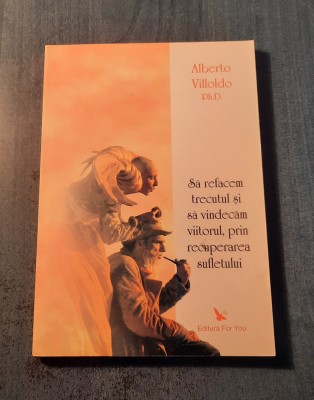 Alberto
Villoldo
Ph.D.
Să refacem
trecutul și
să vindecăm
viitorul, prin
recuperarea
sufletului
Editura For You